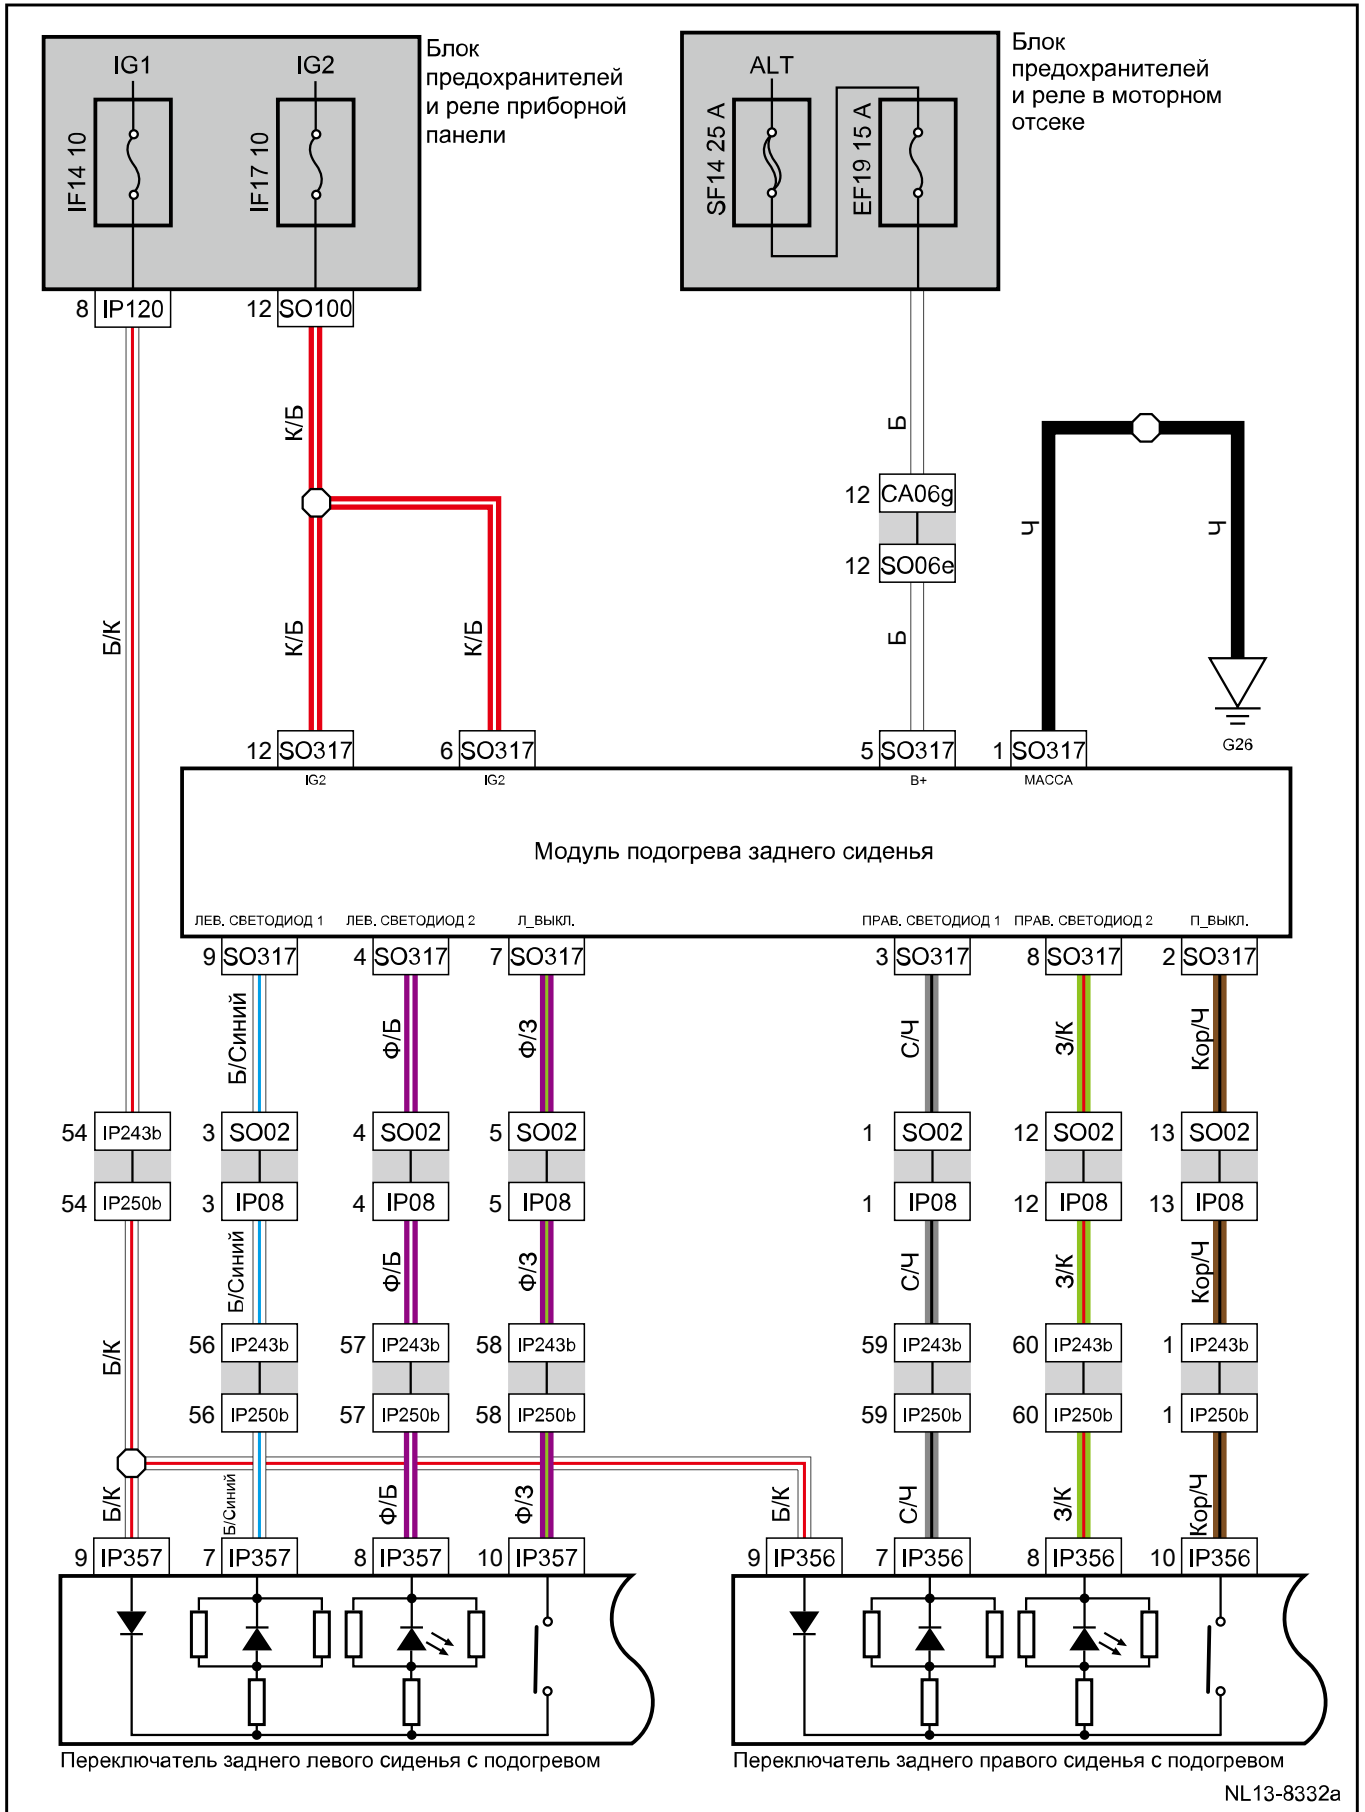 IG1
IG2
IF14 10
IF17 10
Блок
предохранителей
и реле приборной
панели
ALT
SF14 25 A
EF19 15 A
Блок
предохранителей
и реле в моторном
отсеке
8 IP120
12 SO100
К/Б
Б
12 CA06g
12 SO06e
Ч
Ч
Б/К
К/Б
К/Б
Б
G26
12 SO317
6 SO317
5 SO317
1 SO317
IG2
IG2
B+
МАССА
Модуль подогрева заднего сиденья
ЛЕВ. СВЕТОДИОД 1
ЛЕВ. СВЕТОДИОД 2
Л_ВЫКЛ.
ПРАВ. СВЕТОДИОД 1
ПРАВ. СВЕТОДИОД 2
П_ВЫКЛ.
9 SO317
4 SO317
7 SO317
3 SO317
8 SO317
2 SO317
Б/Синий
Ф/Б
Ф/З
С/Ч
З/К
Кор/Ч
54 IP243b
3 SO02
4 SO02
5 SO02
1 SO02
12 SO02
13 SO02
54 IP250b
3 IP08
4 IP08
5 IP08
1 IP08
12 IP08
13 IP08
Б/К
Б/Синий
Ф/Б
Ф/З
С/Ч
З/К
Кор/Ч
56 IP243b
57 IP243b
58 IP243b
59 IP243b
60 IP243b
1 IP243b
56 IP250b
57 IP250b
58 IP250b
59 IP250b
60 IP250b
1 IP250b
Б/К
Б/Синий
Ф/Б
Ф/З
Б/К
С/Ч
З/К
Кор/Ч
9 IP357
7 IP357
8 IP357
10 IP357
9 IP356
7 IP356
8 IP356
10 IP356
Переключатель заднего левого сиденья с подогревом
Переключатель заднего правого сиденья с подогревом
NL13-8332a